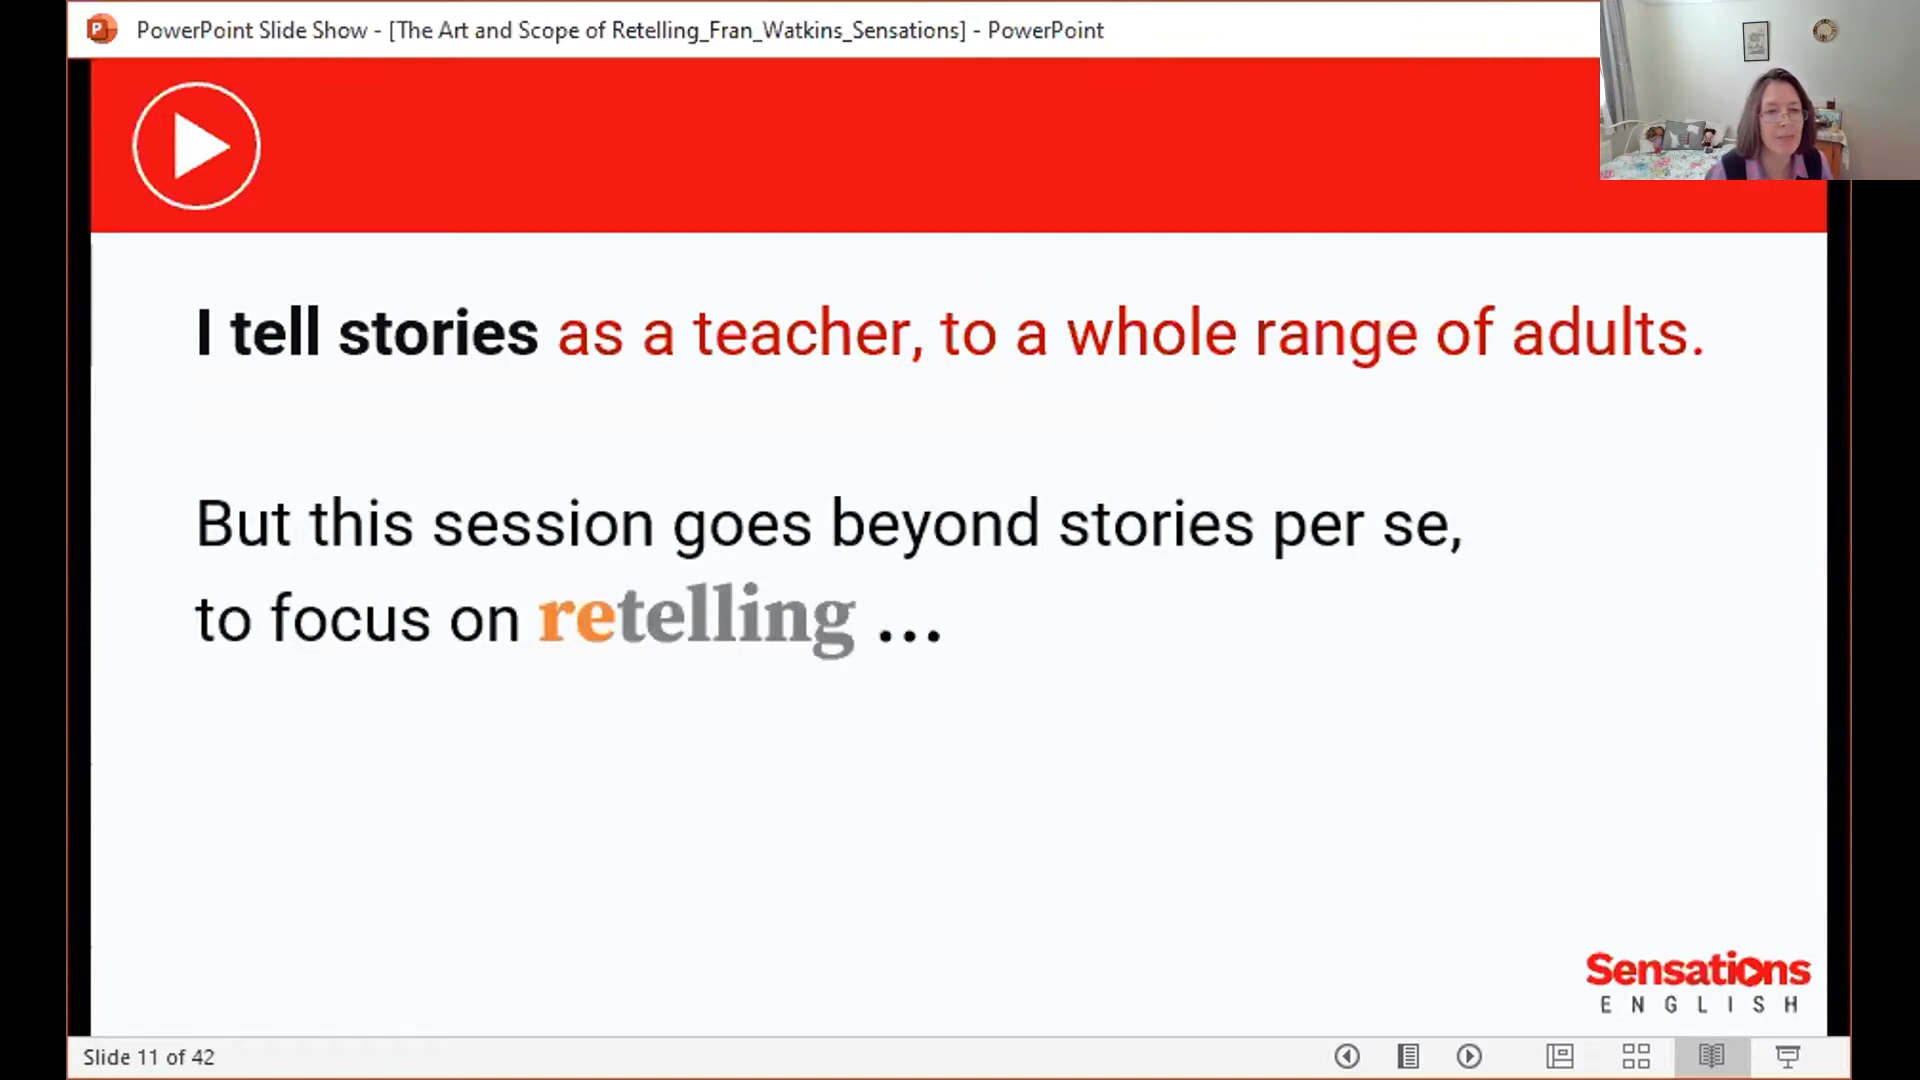 PowerPoint Slide Show - [The Art and Scope of Retelling_Fran_Watkins_Sensations] - PowerPoint
I tell stories as a teacher, to a whole range of adults.
But this session goes beyond stories per se,
to focus on retelling ...
Sensations
ENGLISH
Slide 11 of 42